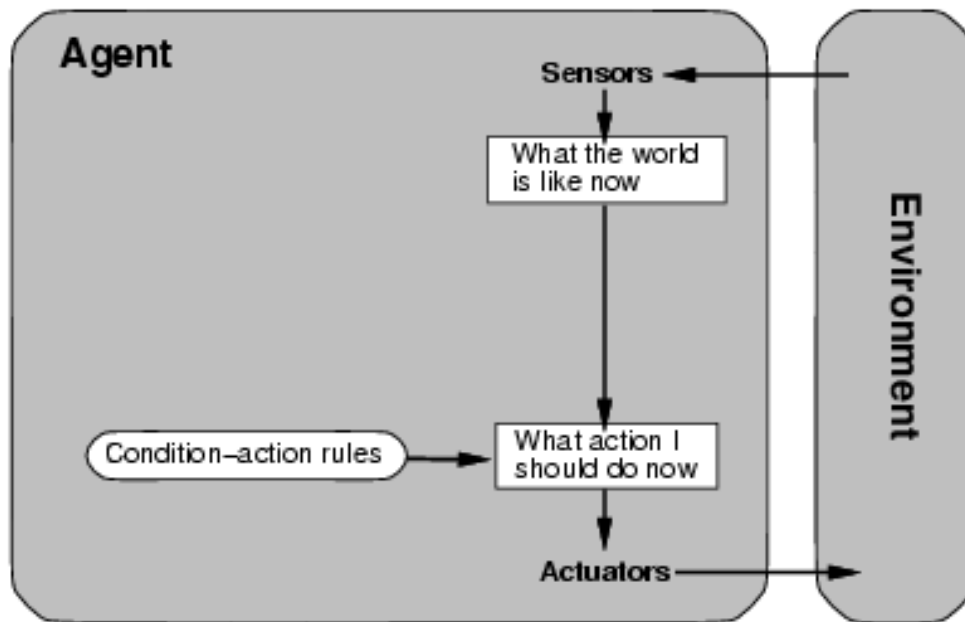 Agent
Sensors
What the world
is like now
Environment
Condition–action rules
What action I
should do now
Actuators